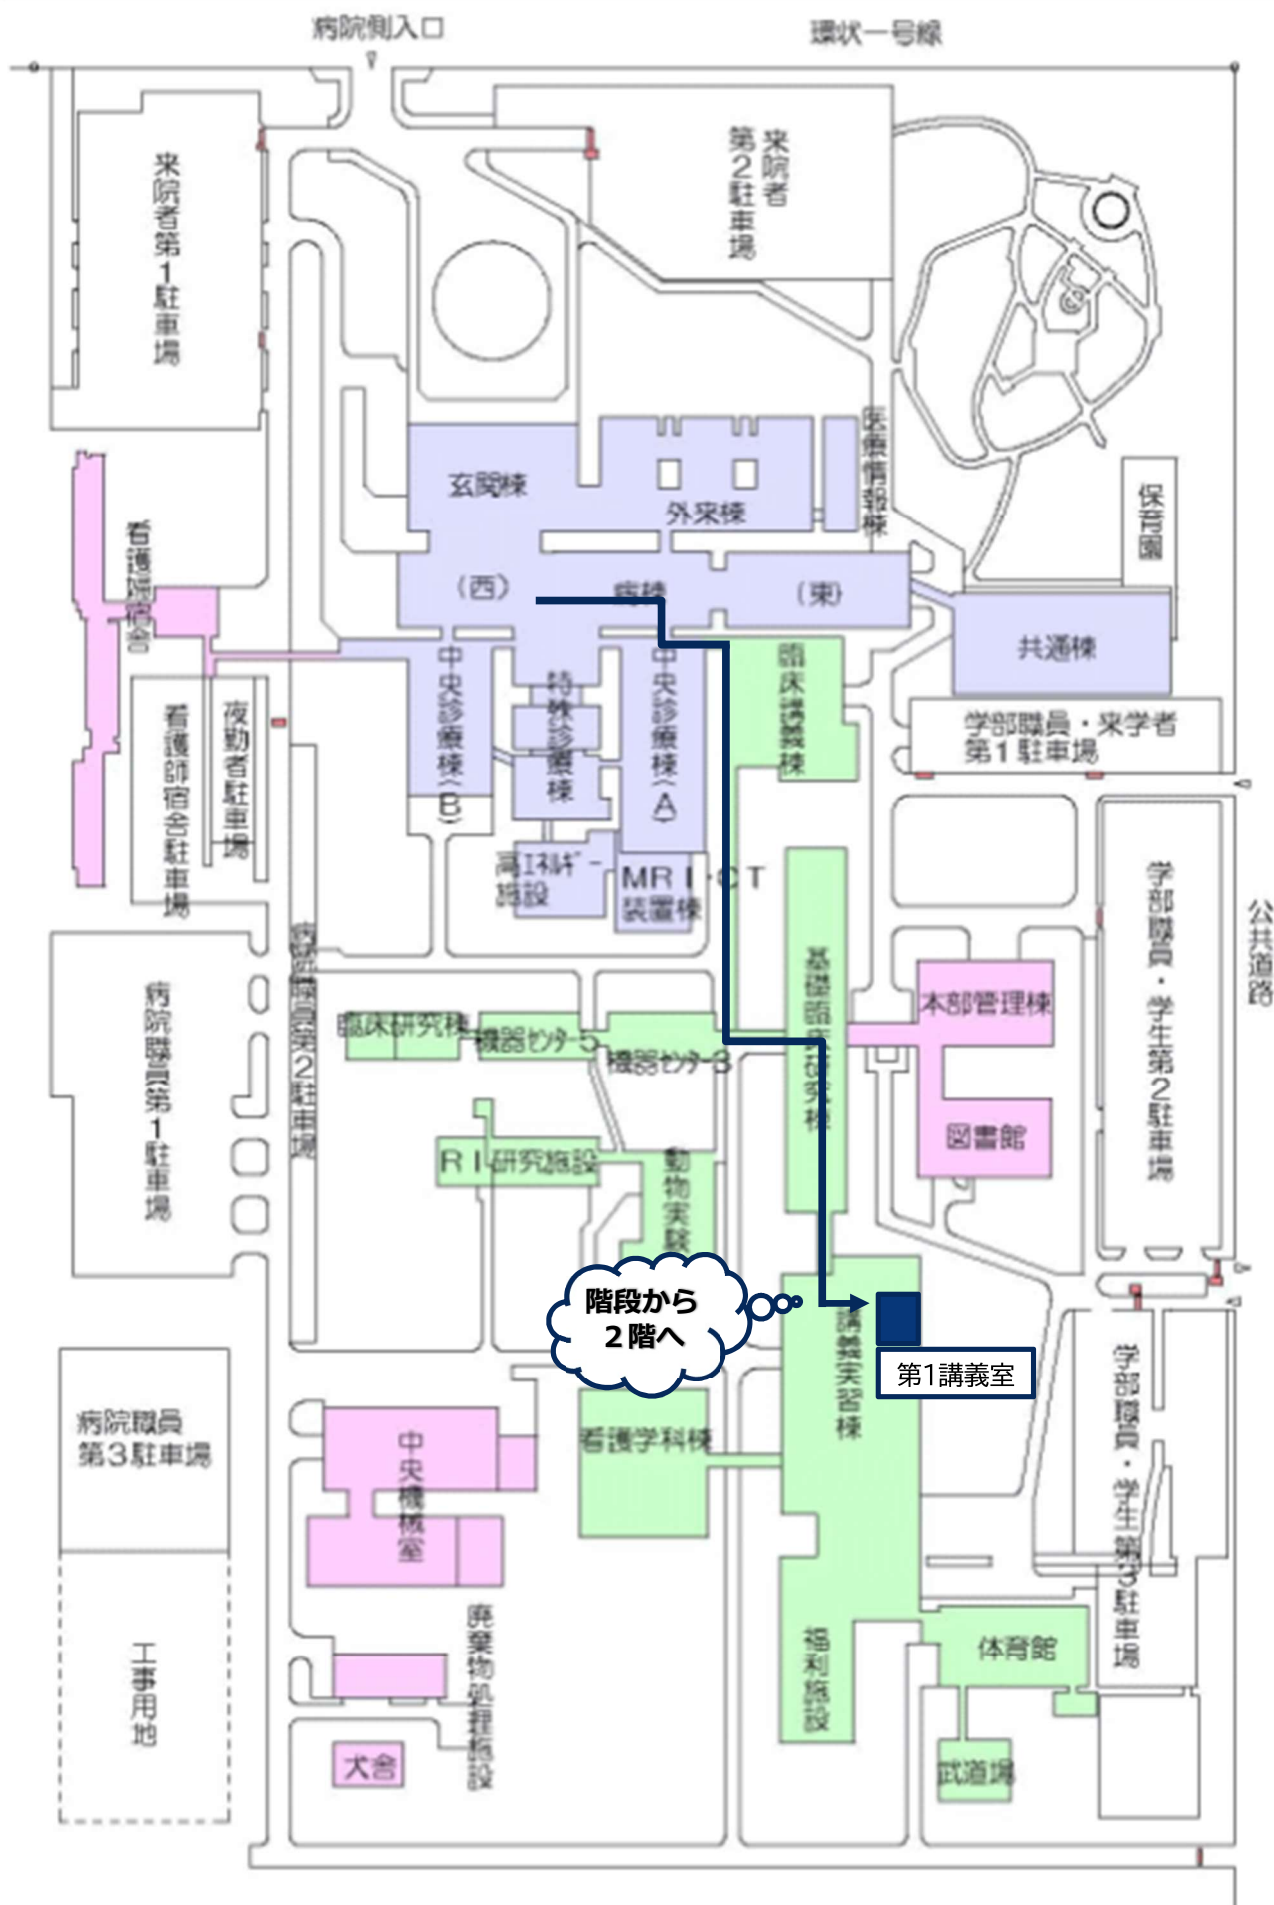 病院側入口
環状一号線
来院者第1駐車場
来院者
第2駐車場
医療情報棟
玄関棟
外来棟
保育園
看護師宿舎
(西)
病棟
(東)
共通棟
中央診療棟(B)
特殊診療棟
中央診療棟(A)
臨床講義棟
看護師宿舎駐車場
夜勤者駐車場
学部職員・来学者
第1駐車場
高エネルギー
施設
MRI・CT
装置棟
学部職員・学生第2駐車場
公共道路
病院職員第1駐車場
病院職員第2駐車場
基礎臨床研究棟
本部管理棟
臨床研究棟
機器センター5
機器センター3
図書館
RI研究施設
動物実験
階段から
2階へ
講義実習棟
第1講義室
学部職員・学生第3駐車場
病院職員
第3駐車場
中央機械室
看護学科棟
工事用地
廃棄物処理施設
福利施設
体育館
犬舎
武道場